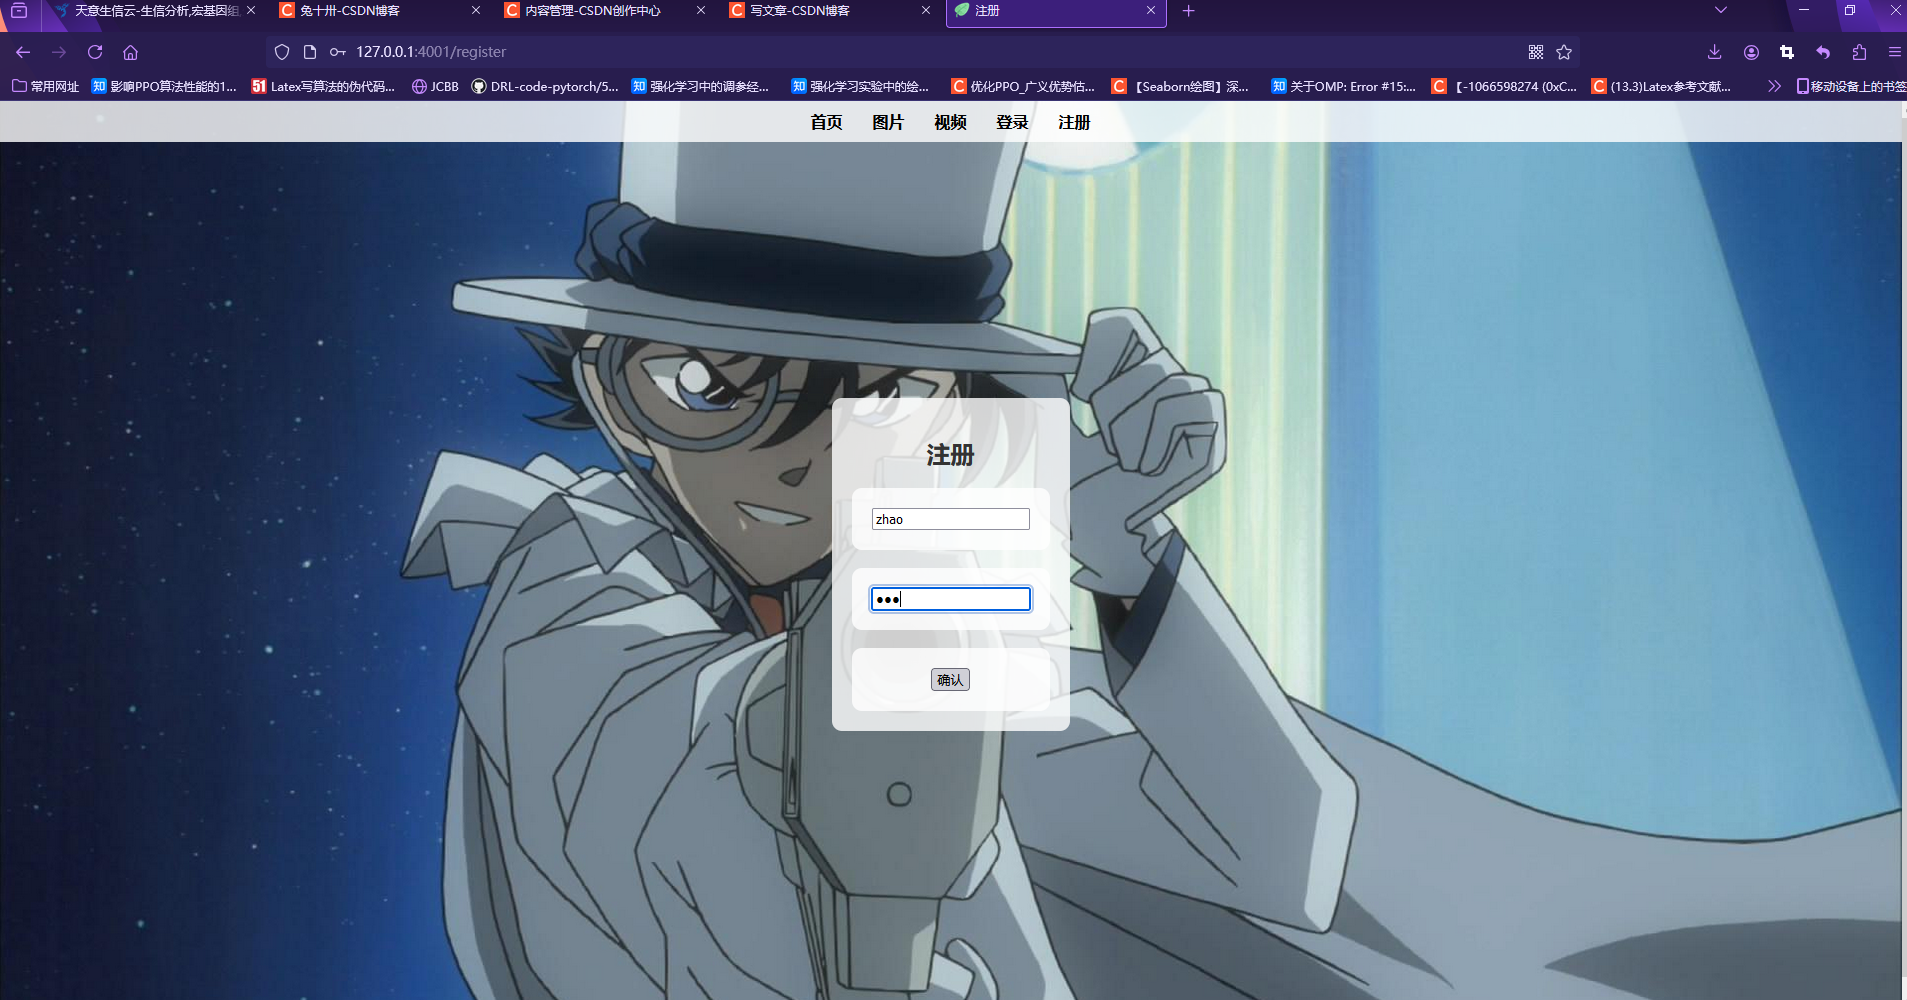 天意生信云-生信分析,宏基因组,
兔十卅-CSDN博客
内容管理-CSDN创作中心
写文章-CSDN博客
注册
127.0.0.1:4001/register
常用网址
知 影响PPO算法性能的1...
51 Latex写算法的伪代码...
JCBB
DRL-code-pytorch/5...
知 强化学习中的调参经...
知 强化学习实验中的绘...
C 优化PPO_广义优势估...
C 【Seaborn绘图】深...
知 关于OMP: Error #15:...
C 【-1066598274 (0xC...
C (13.3)Latex参考文献...
移动设备上的书签
首页 图片 视频 登录 注册
注册
zhao
●●●
确认